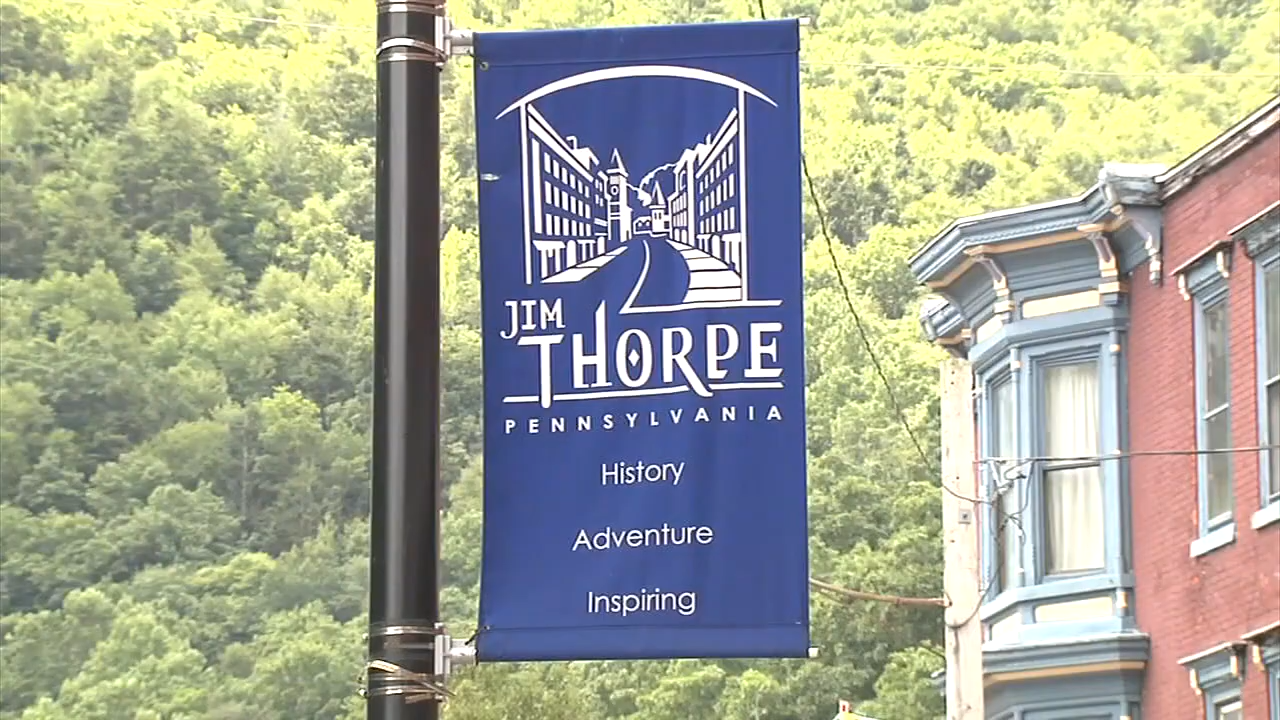 JIM
THORPE
PENNSYLVANIA
History
Adventure
Inspiring